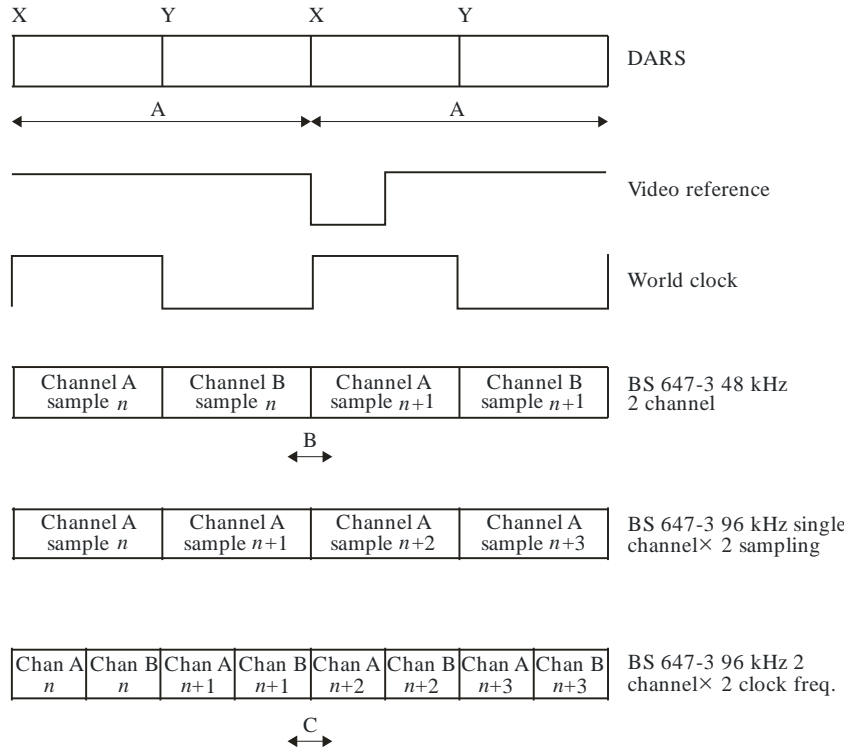 X Y X Y
DARS
A A
Video reference
World clock
Channel A Channel B Channel A Channel B
sample n sample n sample n+1 sample n+1
BS 647-3 48 kHz
2 channel
B
Channel A Channel A Channel A Channel A
sample n sample n+1 sample n+2 sample n+3
BS 647-3 96 kHz single
channel× 2 sampling
Chan A Chan B Chan A Chan B Chan A Chan B Chan A Chan B
n n n+1 n+1 n+2 n+2 n+3 n+3
BS 647-3 96 kHz 2
channel× 2 clock freq.
C